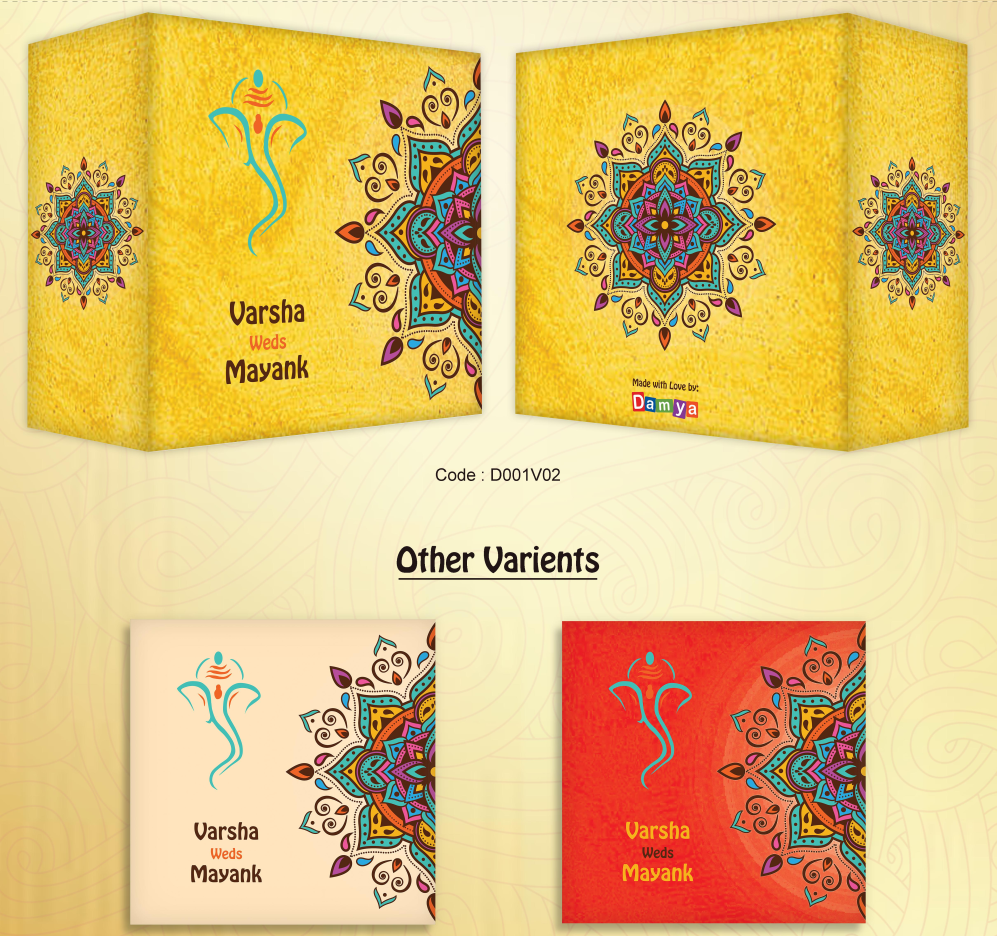 Varsha
Weds
Mayank
Made with Love by:
Damya
Code : D001V02
Other Varients
Varsha
Weds
Mayank
Varsha
Weds
Mayank